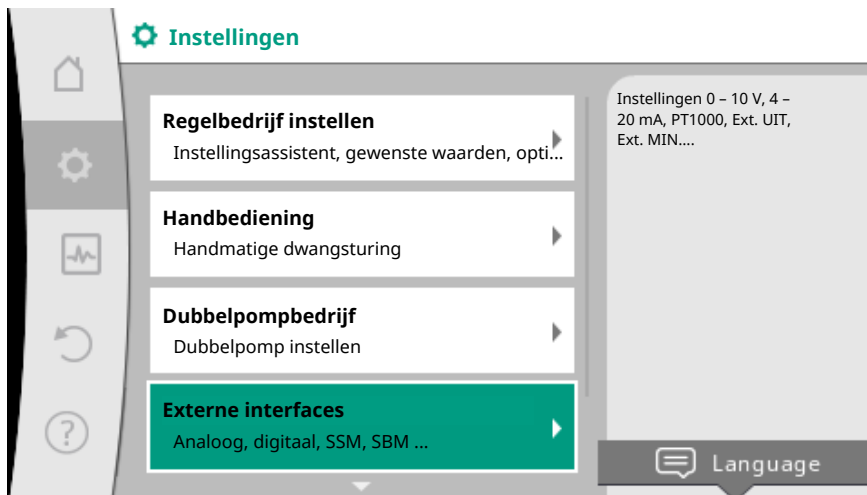 Instellingen
Regelbedrijf instellen
Instellingsassistent, gewenste waarden, opti...
Handbediening
Handmatige dwangsturing
Dubbelpompbedrijf
Dubbelpomp instellen
Externe interfaces
Analoog, digitaal, SSM, SBM ...
Instellingen 0 – 10 V, 4 –
20 mA, PT1000, Ext. UIT,
Ext. MIN....
Language